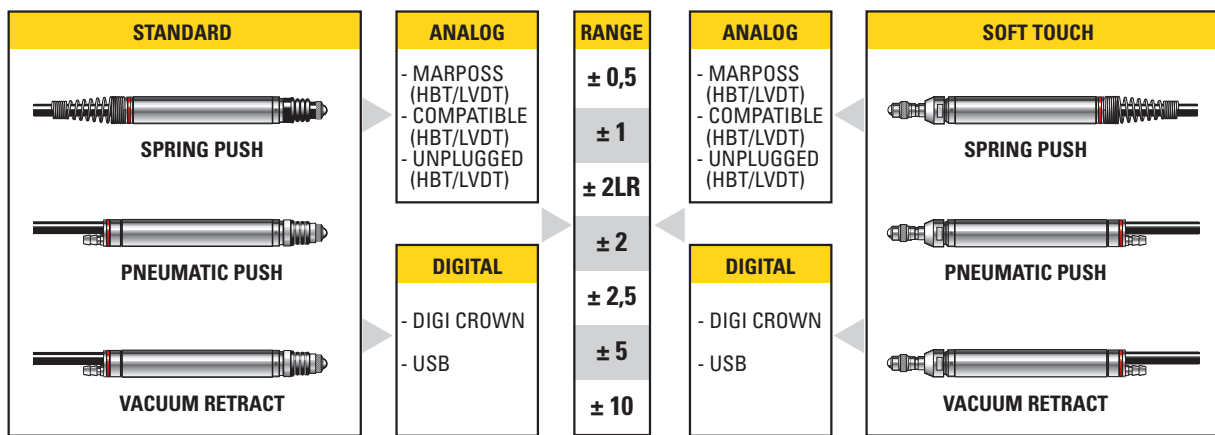 STANDARD
SPRING PUSH
PNEUMATIC PUSH
VACUUM RETRACT
ANALOG
- MARPOSS
(HBT/LVDT)
- COMPATIBLE
(HBT/LVDT)
- UNPLUGGED
(HBT/LVDT)
DIGITAL
- DIGI CROWN
- USB
RANGE
± 0,5
± 1
± 2LR
± 2
± 2,5
± 5
± 10
ANALOG
- MARPOSS
(HBT/LVDT)
- COMPATIBLE
(HBT/LVDT)
- UNPLUGGED
(HBT/LVDT)
DIGITAL
- DIGI CROWN
- USB
SOFT TOUCH
SPRING PUSH
PNEUMATIC PUSH
VACUUM RETRACT